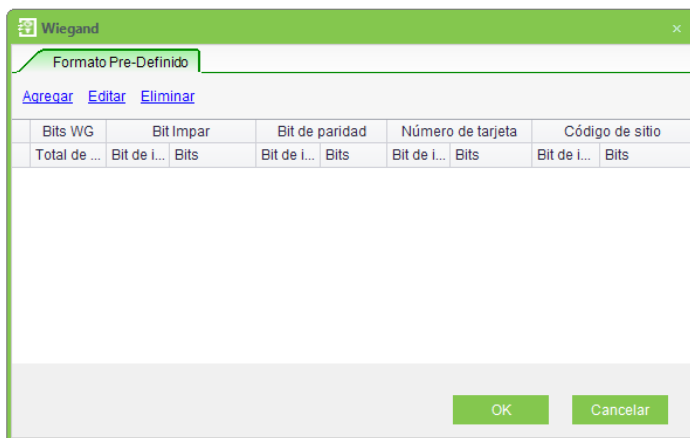 Wiegand
Formato Pre-Definido
Agregar Editar Eliminar
Bits WG Bit Impar Bit de paridad Número de tarjeta Código de sitio
Total de ... Bit de i... Bits Bit de i... Bits Bit de i... Bits Bit de i... Bits
OK Cancelar